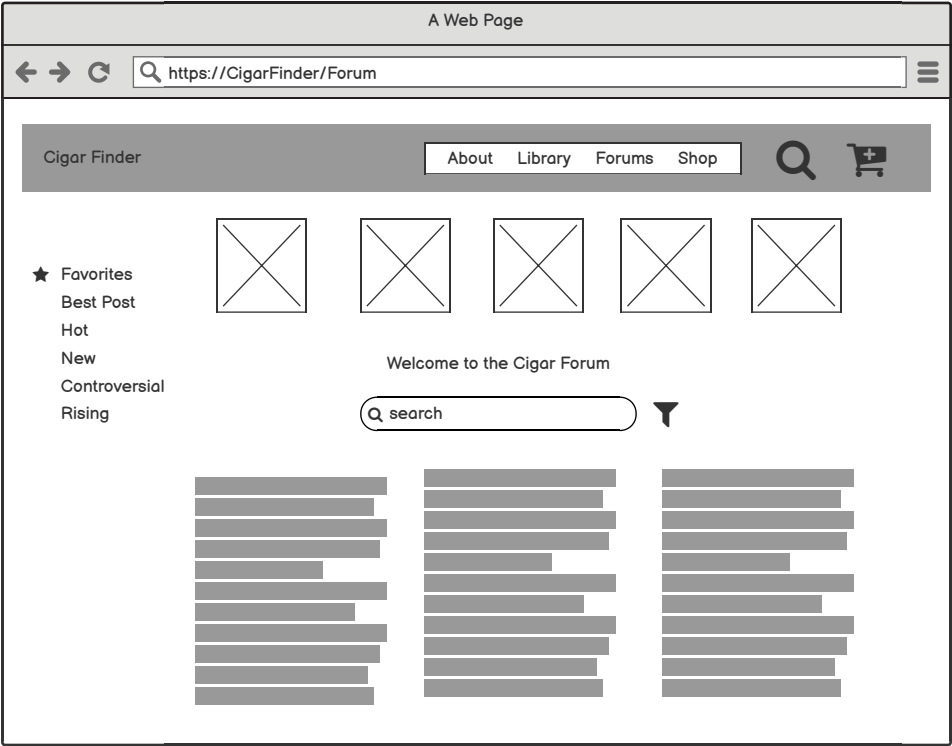 A Web Page
https://CigarFinder/Forum
Cigar Finder
About Library Forums Shop
Favorites
Best Post
Hot
New
Controversial
Rising
Welcome to the Cigar Forum
search